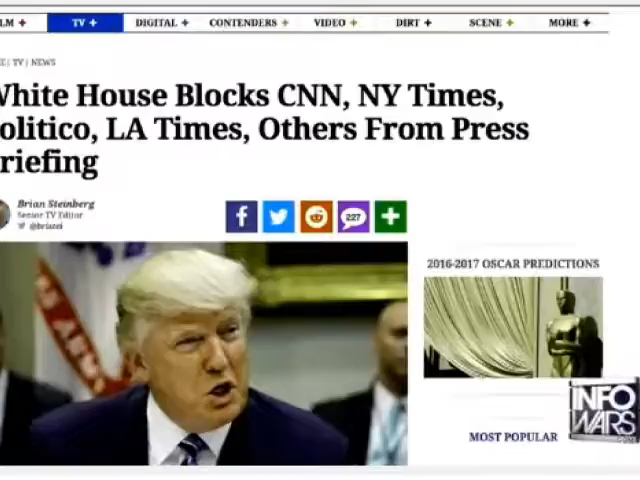 LM +
TV +
DIGITAL +
CONTENDERS +
VIDEO +
DIRT +
SCENE +
MORE +
| TV | NEWS
White House Blocks CNN, NY Times,
olitico, LA Times, Others From Press
riefing
Brian Steinberg
Senior TV Editor
227
2016-2017 OSCAR PREDICTIONS
MOST POPULAR
INFO
WARS